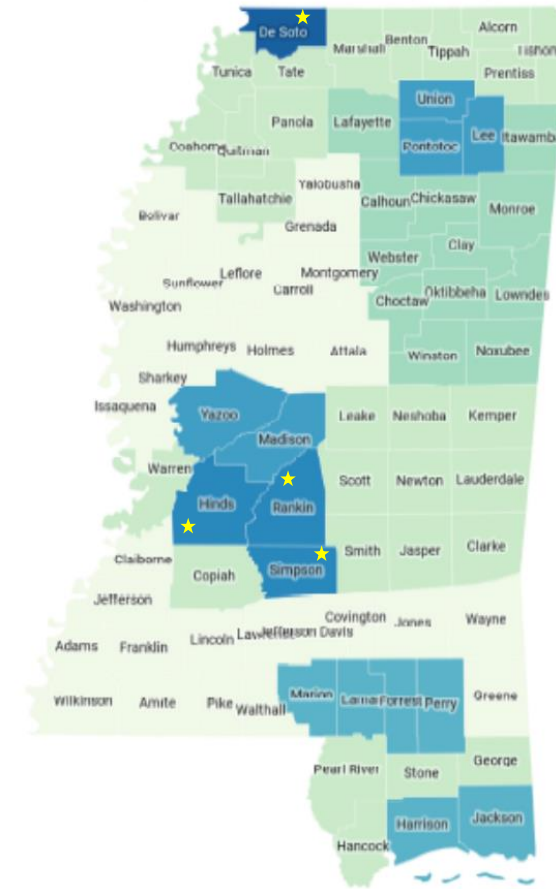 De Soto
Alcorn
Benton
Marshall
Tippah
Tishom
Tunica
Tate
Prentiss
Union
Panola
Lafayette
Lee
Itawamb
Pontotoc
Coahoma
Quitman
Yalobusha
Tallahatchie
Calhoun
Chickasaw
Monroe
Bolivar
Grenada
Clay
Webster
Leflore
Montgomery
Sunflower
Carroll
Oktibbeha
Lowndes
Choctaw
Washington
Humphreys
Holmes
Attala
Winston
Noxubee
Sharkey
Issaquena
Yazoo
Leake
Neshoba
Kemper
Madison
Warren
Scott
Newton
Lauderdale
Hinds
Rankin
Claiborne
Simpson
Smith
Jasper
Clarke
Copiah
Jefferson
Covington
Jones
Wayne
Lincoln
Lawrence
Jefferson Davis
Adams
Franklin
Wilkinson
Amite
Pike
Walthall
Marion
Lamar
Forrest
Perry
Greene
Pearl River
Stone
George
Harrison
Jackson
Hancock